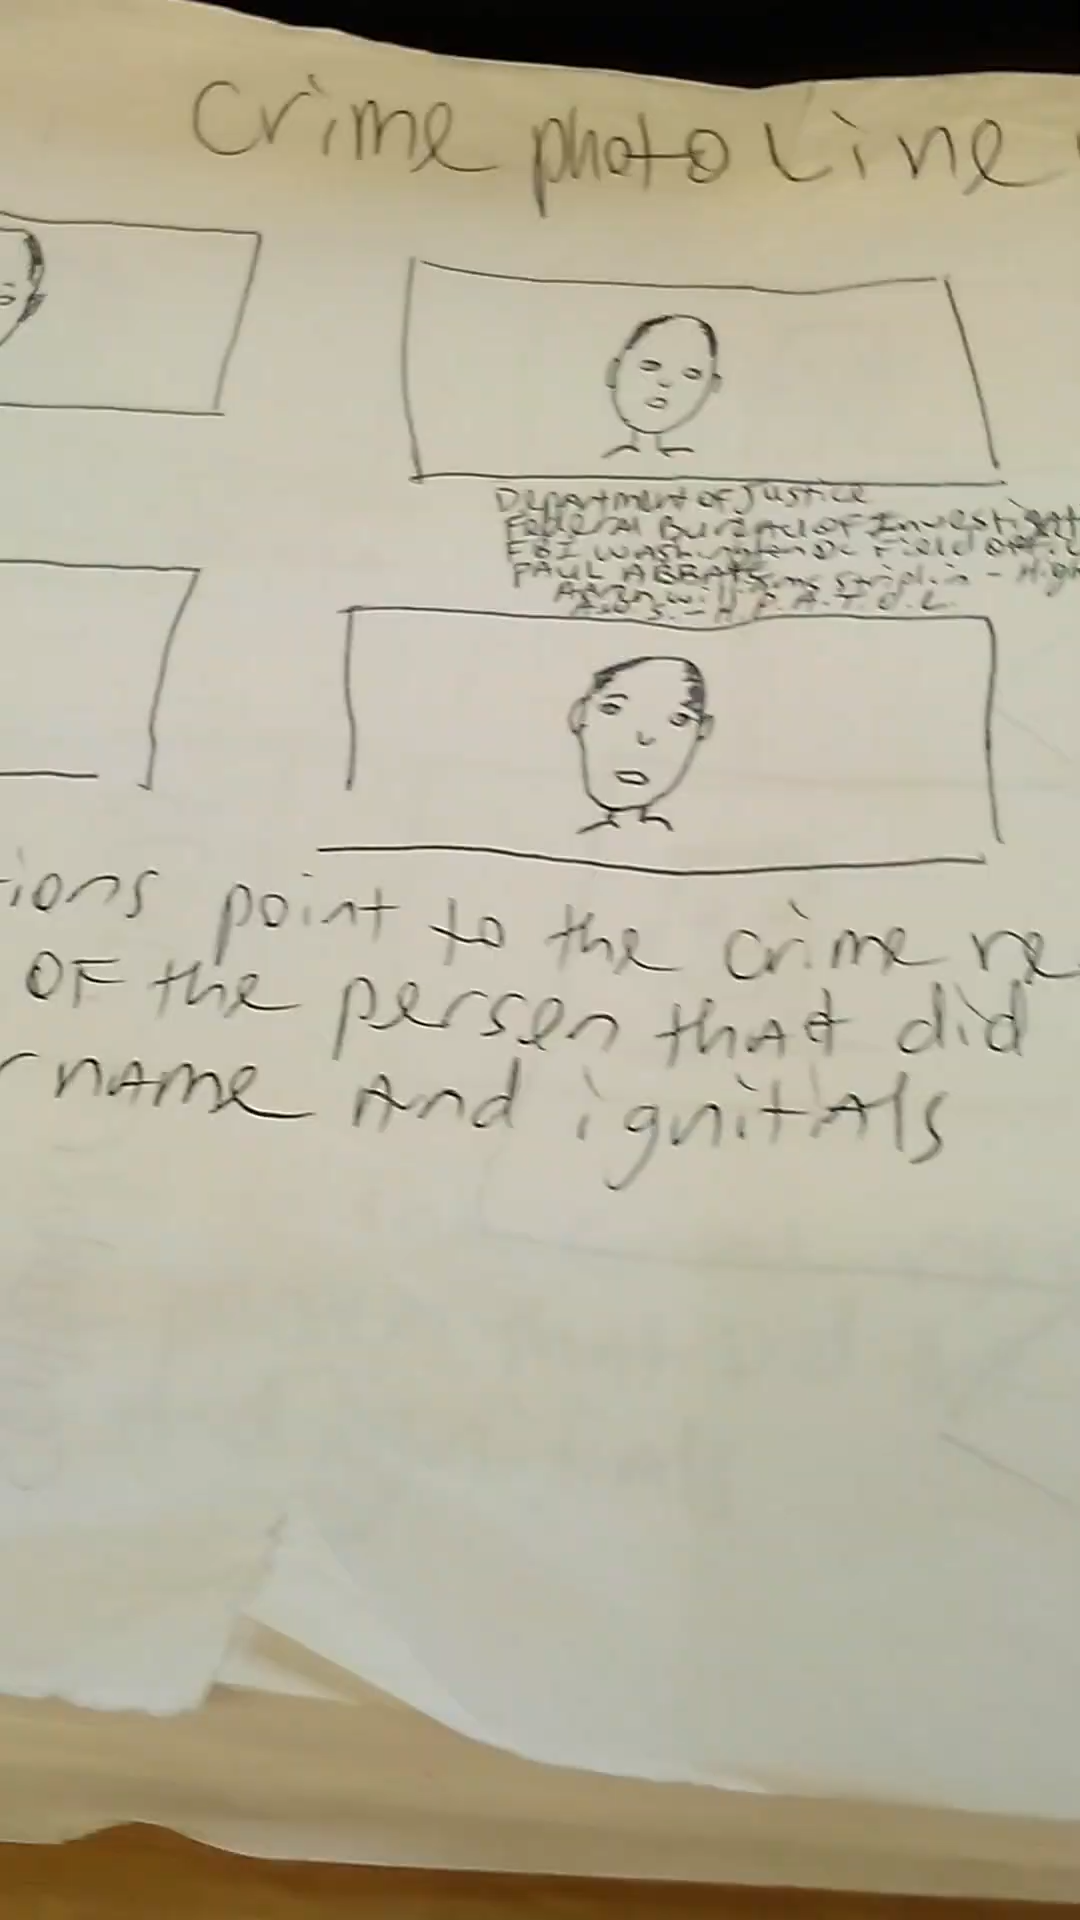 Crime photo Line
Department of Justice
Federal Bureau of Investigat
FBI Washington DC Field Offic
PAUL ABBATE
ions point to the crime re
OF the persen that did
r name And ignitals